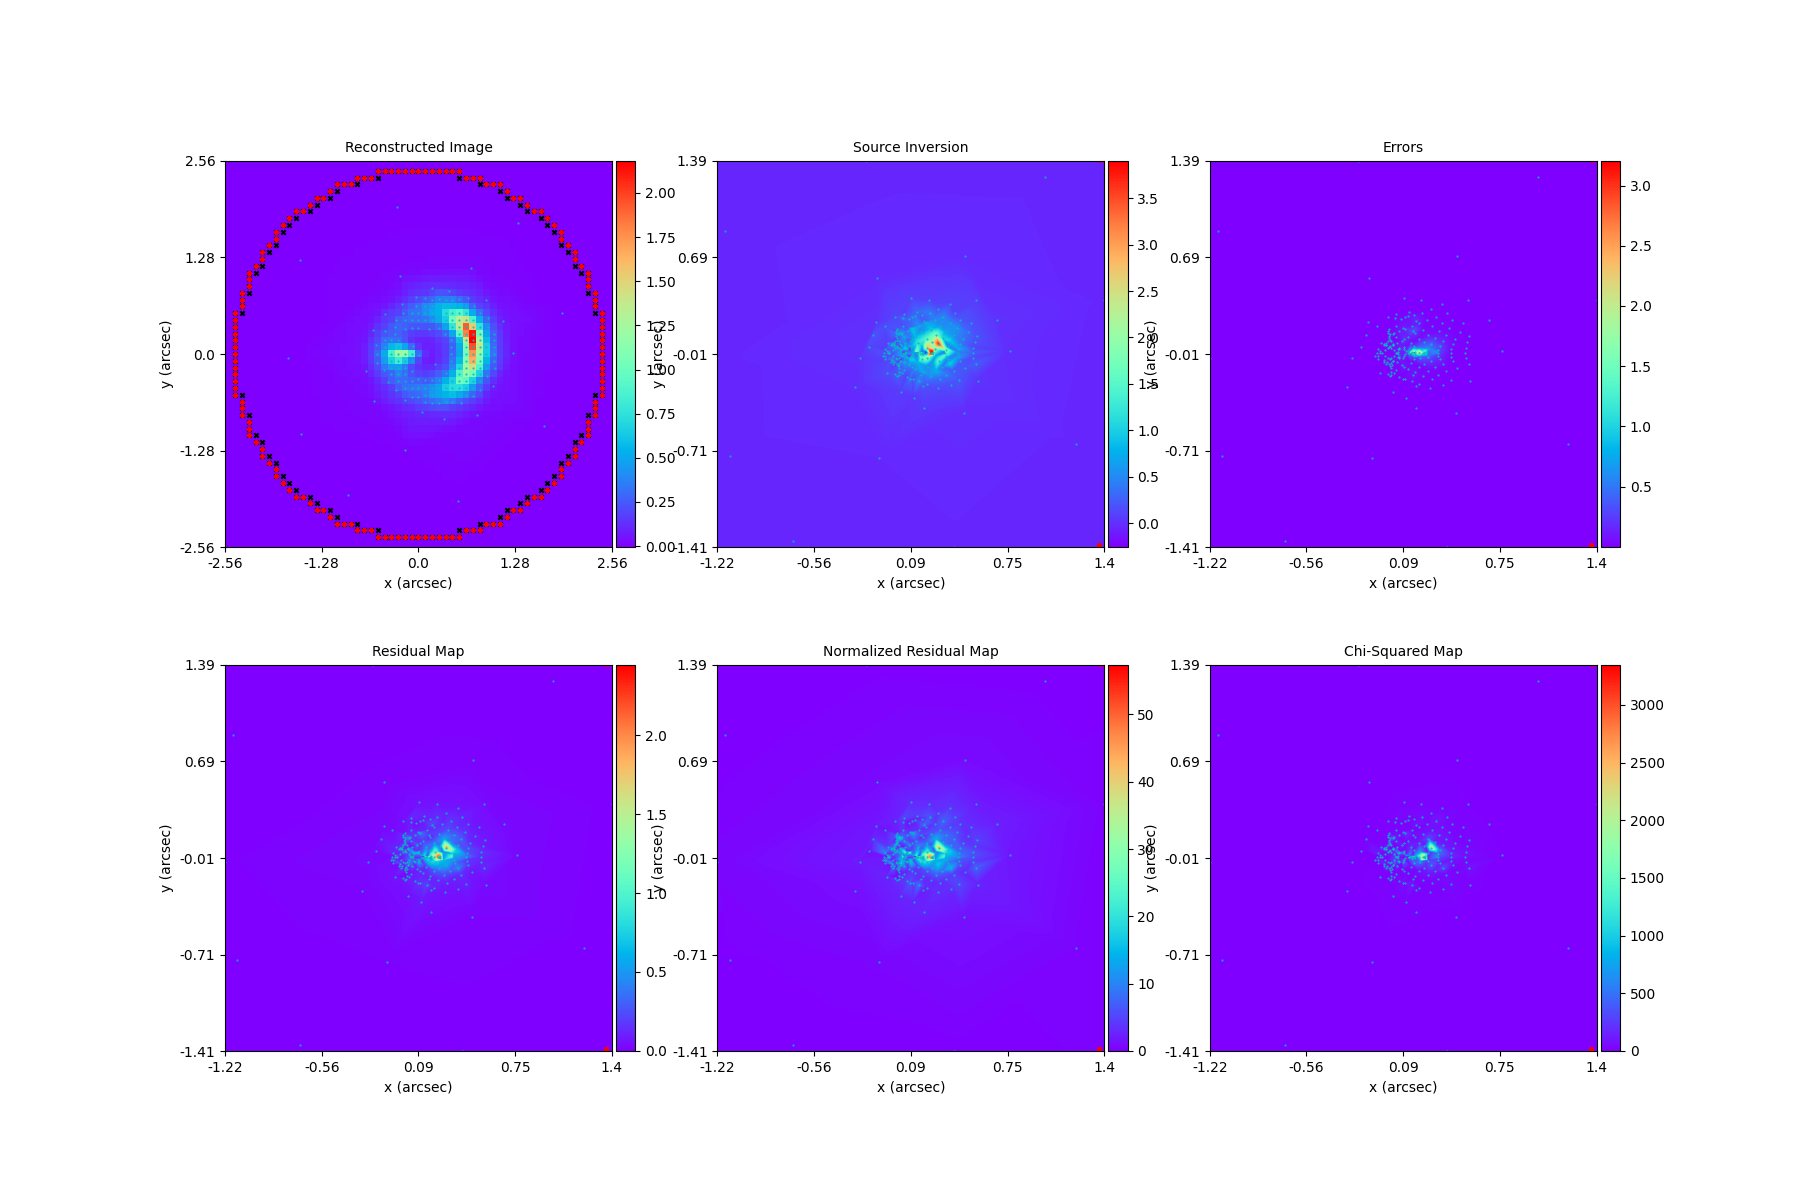 Reconstructed Image
2.56
1.28
0.0
-1.28
-2.56
y (arcsec)
-2.56 -1.28 0.0 1.28 2.56
x (arcsec)
2.00
1.75
1.50
1.25
1.00
0.75
0.50
0.25
0.00
Source Inversion
1.39
0.69
-0.01
-0.71
-1.41
y (arcsec)
-1.22 -0.56 0.09 0.75 1.4
x (arcsec)
3.5
3.0
2.5
2.0
1.5
1.0
0.5
0.0
Errors
y (arcsec)
1.39
0.69
-0.01
-0.71
-1.41
-1.22 -0.56 0.09 0.75 1.4
x (arcsec)
3.0
2.5
2.0
1.5
1.0
0.5
Residual Map
1.39
0.69
-0.01
-0.71
-1.41
y (arcsec)
-1.22 -0.56 0.09 0.75 1.4
x (arcsec)
2.0
1.5
1.0
0.5
0.0
Normalized Residual Map
1.39
0.69
-0.01
-0.71
-1.41
y (arcsec)
-1.22 -0.56 0.09 0.75 1.4
x (arcsec)
50
40
30
20
10
0
Chi-Squared Map
1.39
0.69
-0.01
-0.71
-1.41
y (arcsec)
-1.22 -0.56 0.09 0.75 1.4
x (arcsec)
3000
2500
2000
1500
1000
500
0